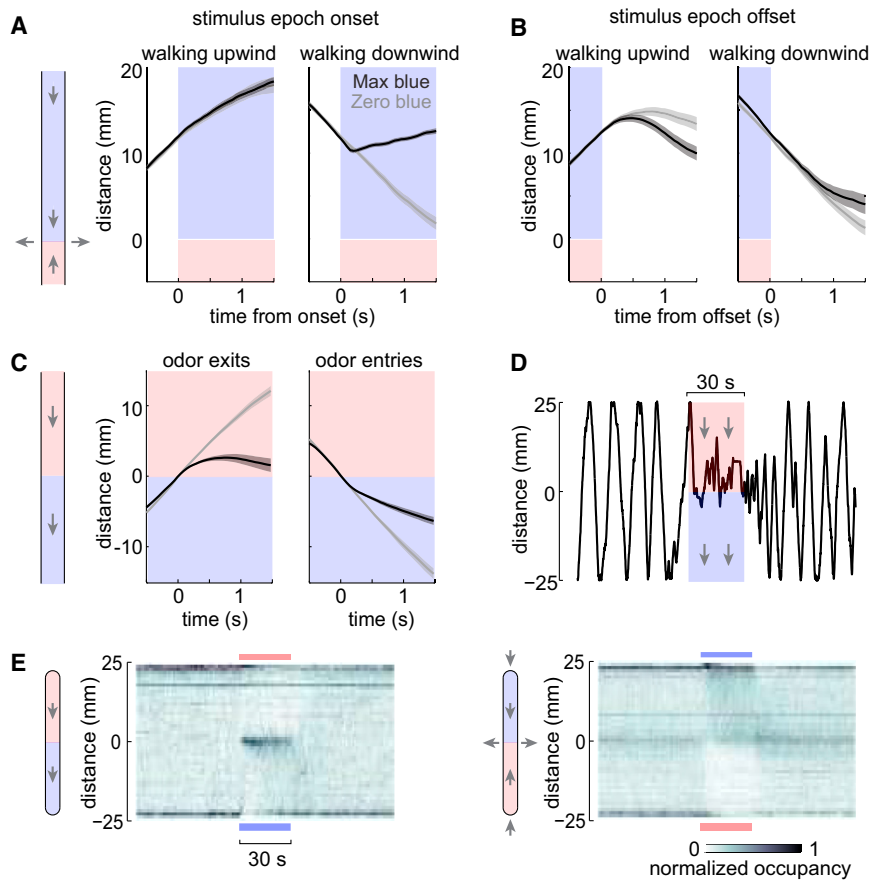 A
stimulus epoch onset
walking upwind
walking downwind
Max blue
Zero blue
distance (mm)
20
10
0
0
1
0
1
time from onset (s)
B
stimulus epoch offset
walking upwind
walking downwind
distance (mm)
20
10
0
0
1
0
1
time from offset (s)
C
odor exits
odor entries
distance (mm)
10
0
-10
0
1
0
1
time (s)
time (s)
D
30 s
distance (mm)
25
0
−25
E
distance (mm)
25
0
−25
30 s
distance (mm)
25
0
−25
0
1
normalized occupancy